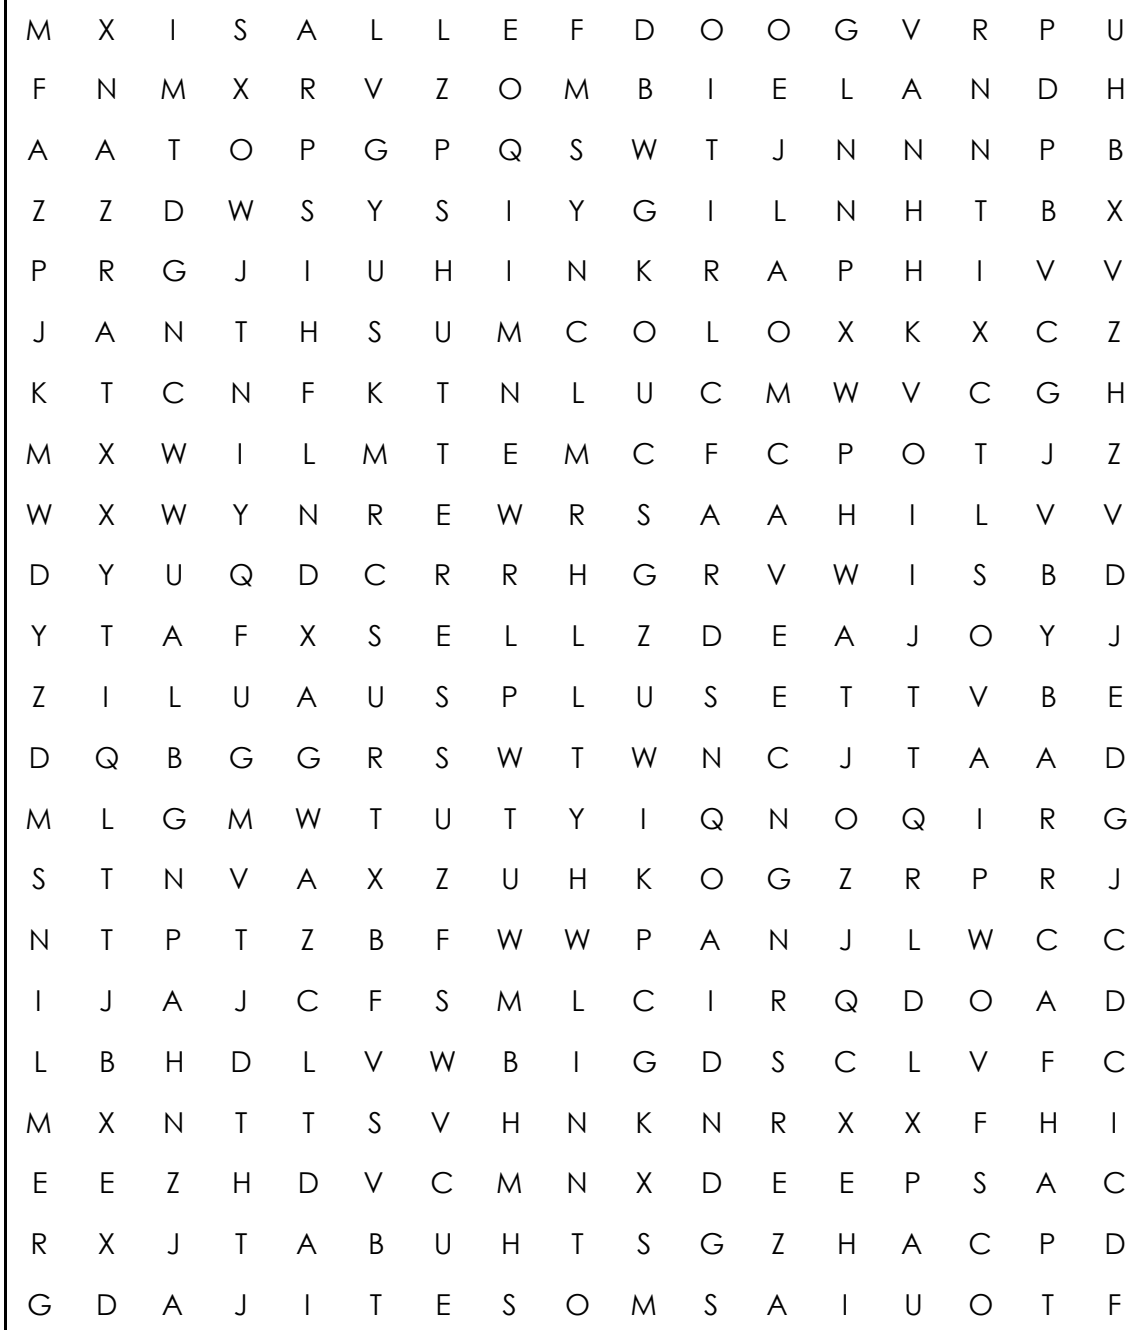 M X I S A L L E F D O O G V R P U
F N M X R V Z O M B I E L A N D H
A A T O P G P Q S W T J N N N P B
Z Z D W S Y S I Y G I L N H T B X
P R G J I U H I N K R A P H I V V
J A N T H S U M C O L O X K X C Z
K T C N F K T N L U C M W V C G H
M X W I L M T E M C F C P O T J Z
W X W Y N R E W R S A A H I L V V
D Y U Q D C R R H G R V W I S B D
Y T A F X S E L L Z D E A J O Y J
Z I L U A U S P L U S E T T V B E
D Q B G G R S W T W N C J T A A D
M L G M W T U T Y I Q N O Q I R G
S T N V A X Z U H K O G Z R P R J
N T P T Z B F W W P A N J L W C C
I J A J C F S M L C I R Q D O A D
L B H D L V W B I G D S C L V F C
M X N T T S V H N K N R X X F H I
E E Z H D V C M N X D E E P S A C
R X J T A B U H T S G Z H A C P D
G D A J I T E S O M S A I U O T F